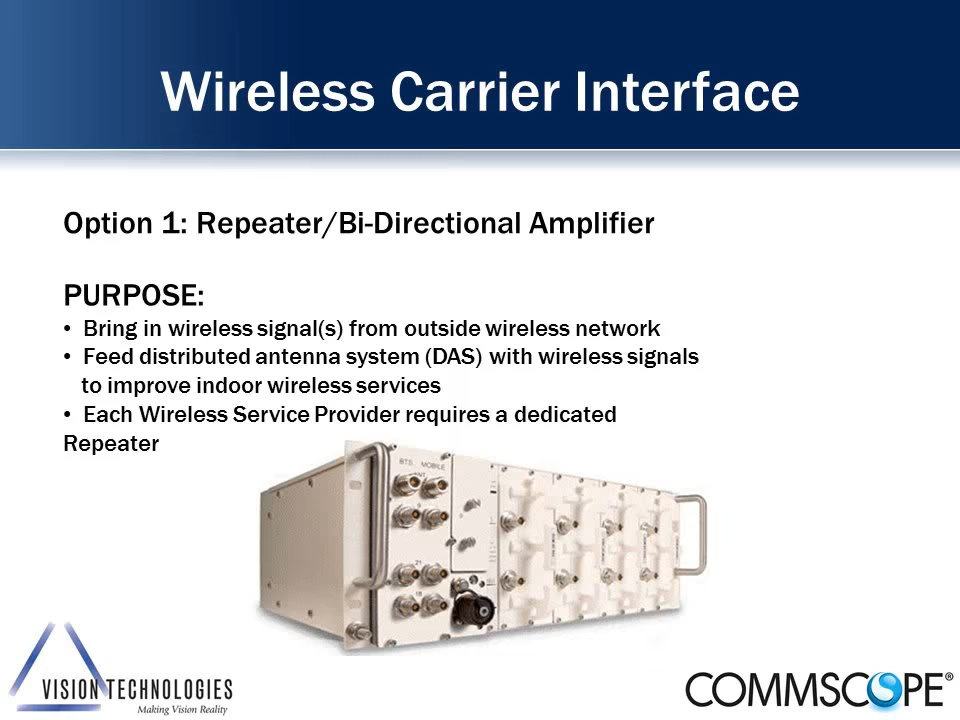 Wireless Carrier Interface
Option 1: Repeater/Bi-Directional Amplifier
PURPOSE:
• Bring in wireless signal(s) from outside wireless network
• Feed distributed antenna system (DAS) with wireless signals
to improve indoor wireless services
• Each Wireless Service Provider requires a dedicated
Repeater
BTS MOBILE
VISION TECHNOLOGIES
Making Vision Reality
COMMSCOPE®